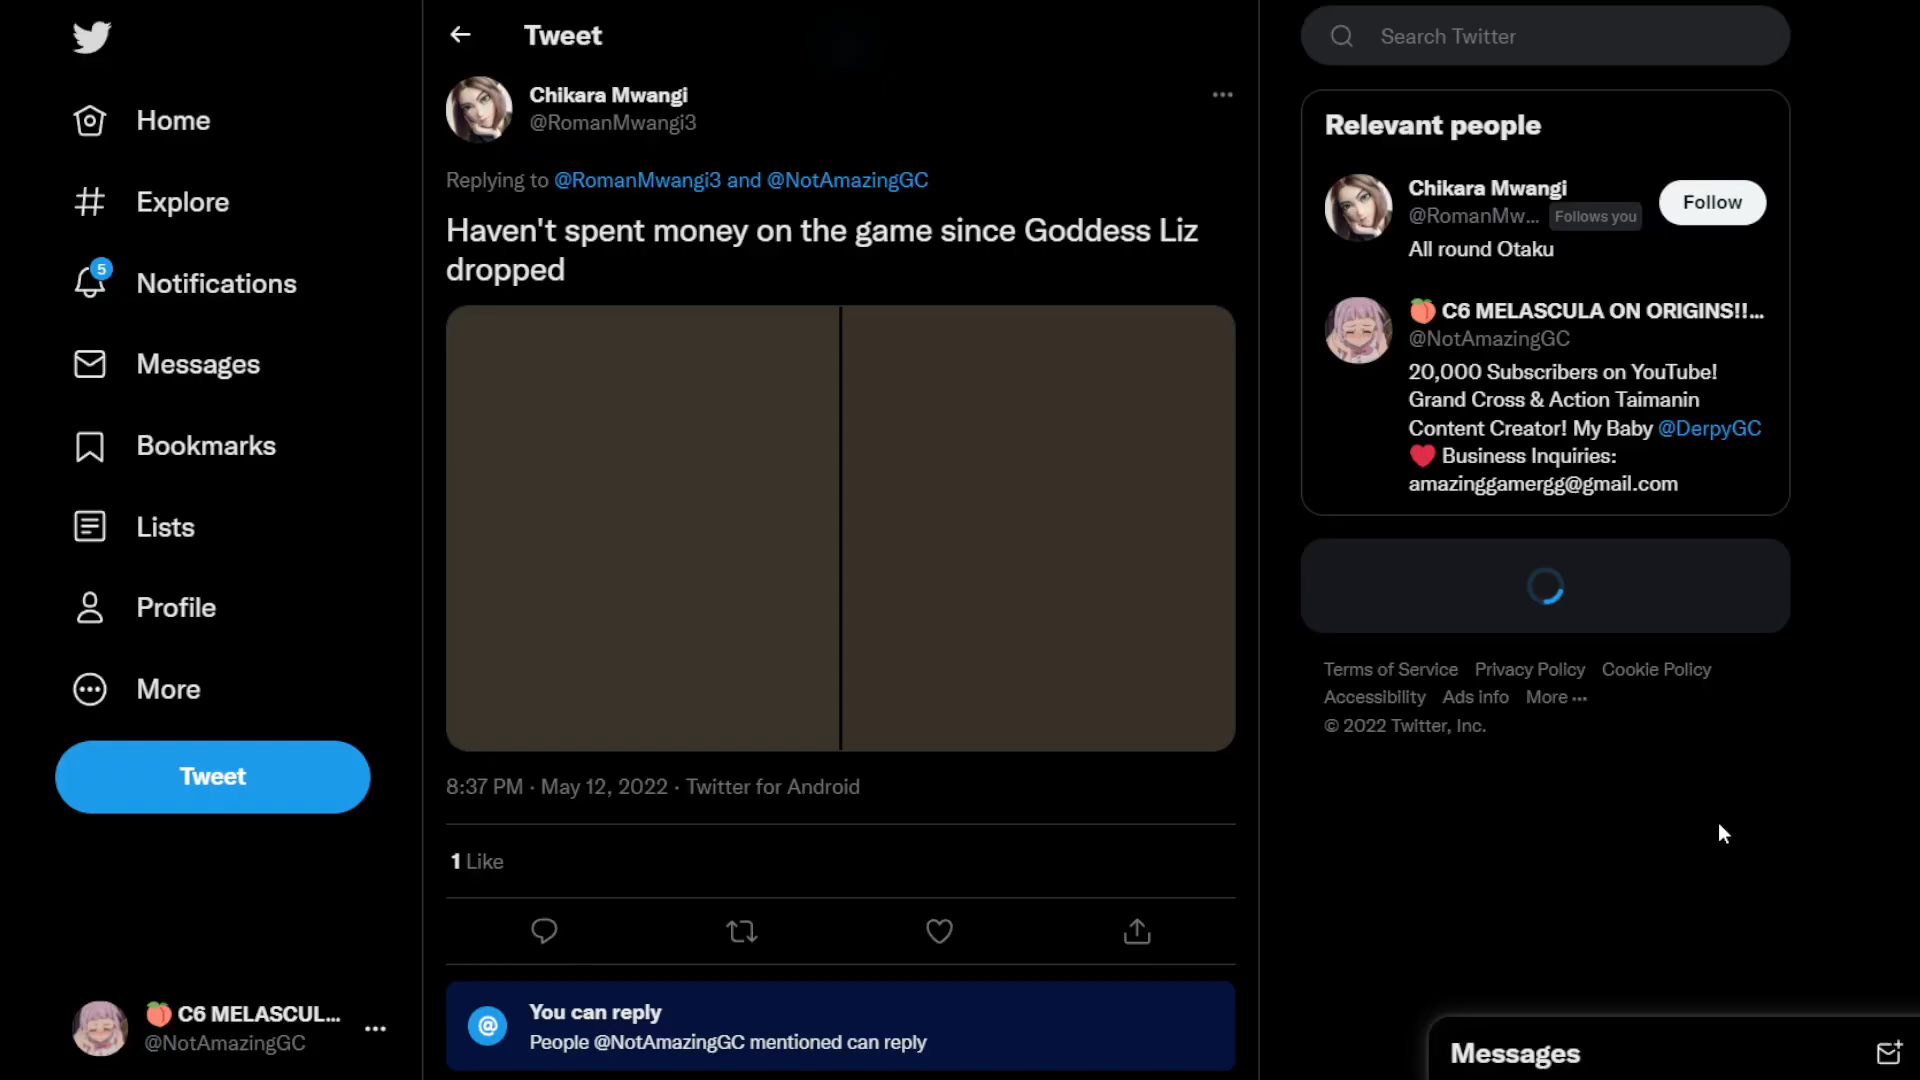 Home
Explore
5
Notifications
Messages
Bookmarks
Lists
Profile
More
Tweet
🍑 C6 MELASCUL...
@NotAmazingGC
Tweet
Chikara Mwangi
@RomanMwangi3
Replying to @RomanMwangi3 and @NotAmazingGC
Haven't spent money on the game since Goddess Liz
dropped
8:37 PM · May 12, 2022 · Twitter for Android
1 Like
@
You can reply
People @NotAmazingGC mentioned can reply
Search Twitter
Relevant people
Chikara Mwangi
@RomanMw... Follows you
Follow
All round Otaku
🍑 C6 MELASCULA ON ORIGINS!!...
@NotAmazingGC
20,000 Subscribers on YouTube!
Grand Cross & Action Taimanin
Content Creator! My Baby @DerpyGC
❤️ Business Inquiries:
amazinggamergg@gmail.com
Terms of Service Privacy Policy Cookie Policy
Accessibility Ads info More ···
© 2022 Twitter, Inc.
Messages